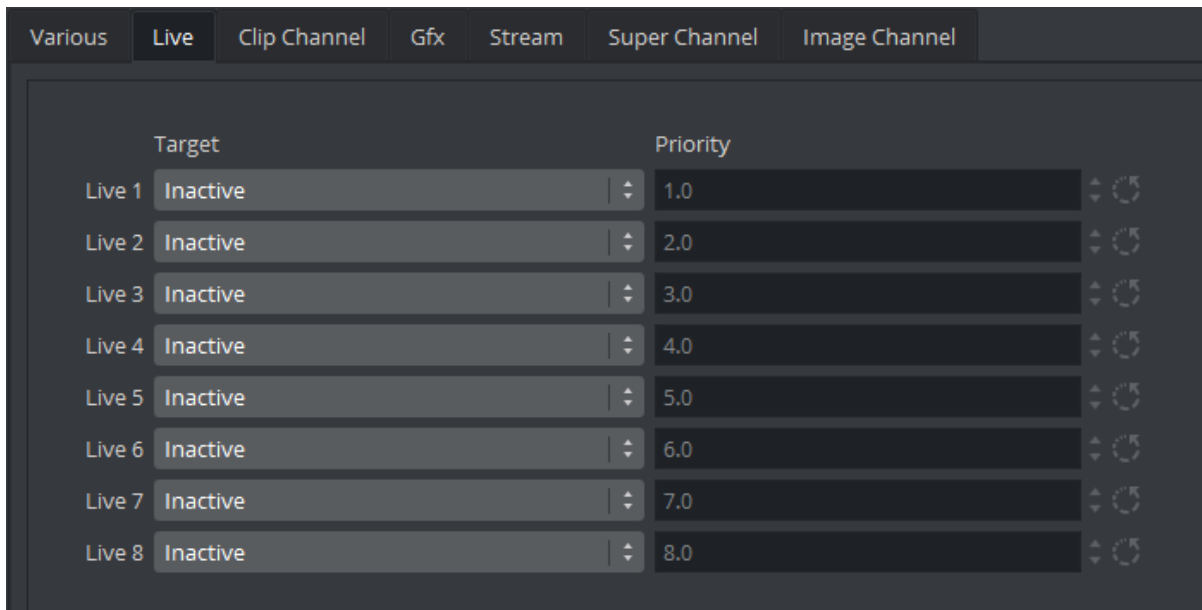 Various Live Clip Channel Gfx Stream Super Channel Image Channel
Target Priority
Live 1 Inactive 1.0
Live 2 Inactive 2.0
Live 3 Inactive 3.0
Live 4 Inactive 4.0
Live 5 Inactive 5.0
Live 6 Inactive 6.0
Live 7 Inactive 7.0
Live 8 Inactive 8.0